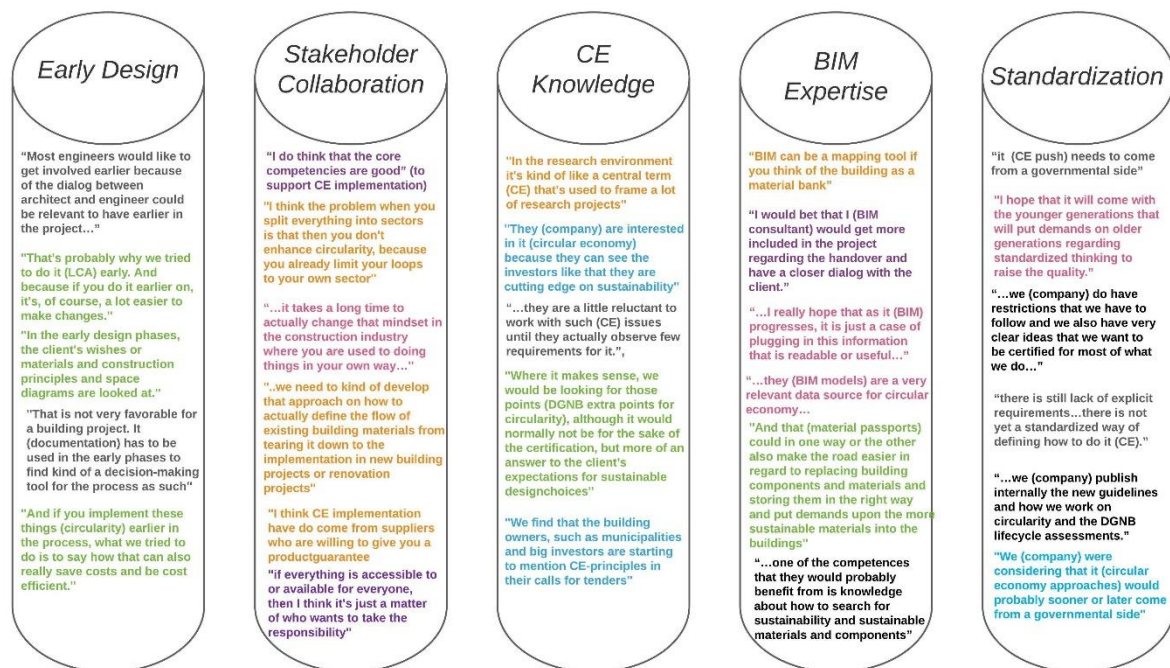 Early Design
"Most engineers would like to
get involved earlier because
of the dialog between
architect and engineer could
be relevant to have earlier in
the project…"
"That's probably why we tried
to do it (LCA) early. And
because if you do it earlier on,
it's, of course, a lot easier to
make changes."
"In the early design phases,
the client's wishes or
materials and construction
principles and space
diagrams are looked at."
"That is not very favorable for
a building project. It
(documentation) has to be
used in the early phases to
find kind of a decision-making
tool for the process as such"
"And if you implement these
things (circularity) earlier in
the process, what we tried to
do is to say how that can also
really save costs and be cost
efficient."
Stakeholder
Collaboration
"I do think that the core
competencies are good" (to
support CE implementation)
"I think the problem when you
split everything into sectors
is that then you don't
enhance circularity, because
you already limit your loops
to your own sector"
"…it takes a long time to
actually change that mindset in
the construction industry
where you are used to doing
things in your own way…"
"..we need to kind of develop
that approach on how to
actually define the flow of
existing building materials from
tearing it down to the
implementation in new building
projects or renovation
projects"
"I think CE implementation
have do come from suppliers
who are willing to give you a
productguarantee
"if everything is accessible to
or available for everyone,
then I think it's just a matter
of who wants to take the
responsibility"
CE
Knowledge
"In the research environment
it's kind of like a central term
(CE) that's used to frame a lot
of research projects"
"They (company) are interested
in it (circular economy)
because they can see the
investors like that they are
cutting edge on sustainability"
"…they are a little reluctant to
work with such (CE) issues
until they actually observe few
requirements for it.",
"Where it makes sense, we
would be looking for those
points (DGNB extra points for
circularity), although it would
normally not be for the sake of
the certification, but more of an
answer to the client's
expectations for sustainable
designchoices"
"We find that the building
owners, such as municipalities
and big investors are starting
to mention CE-principles in
their calls for tenders"
BIM
Expertise
"BIM can be a mapping tool if
you think of the building as a
material bank"
"I would bet that I (BIM
consultant) would get more
included in the project
regarding the handover and
have a closer dialog with the
client."
"…I really hope that as it (BIM)
progresses, it is just a case of
plugging in this information
that is readable or useful…"
"…they (BIM models) are a very
relevant data source for circular
economy…
"And that (material passports)
could in one way or the other
also make the road easier in
regard to replacing building
components and materials and
storing them in the right way
and put demands upon the more
sustainable materials into the
buildings"
"…one of the competences
that they would probably
benefit from is knowledge
about how to search for
sustainability and sustainable
materials and components"
Standardization
"it  (CE push) needs to come
from a governmental side"
"I hope that it will come with
the younger generations that
will put demands on older
generations regarding
standardized thinking to
raise the quality."
"…we (company) do have
restrictions that we have to
follow and we also have very
clear ideas that we want to
be certified for most of what
we do…"
"there is still lack of explicit
requirements…there is not
yet a standardized way of
defining how to do it (CE)."
"…we (company) publish
internally the new guidelines
and how we work on
circularity and the DGNB
lifecycle assessments."
"We (company) were
considering that it (circular
economy approaches) would
probably sooner or later come
from a governmental side"